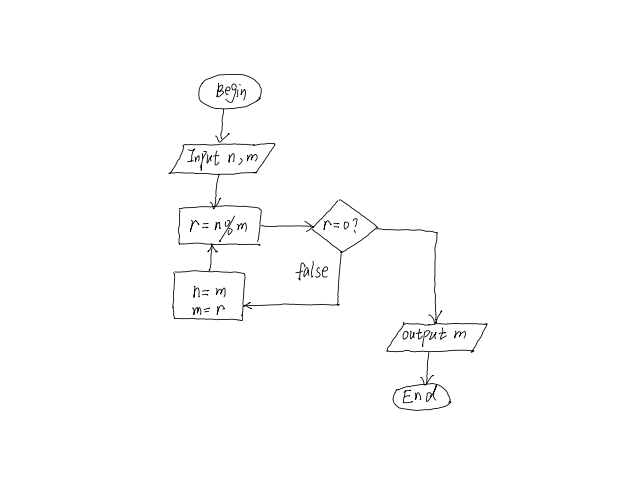 Begin
Input n, m
r=n%m
r=0?
false
n=m
m=r
output m
End